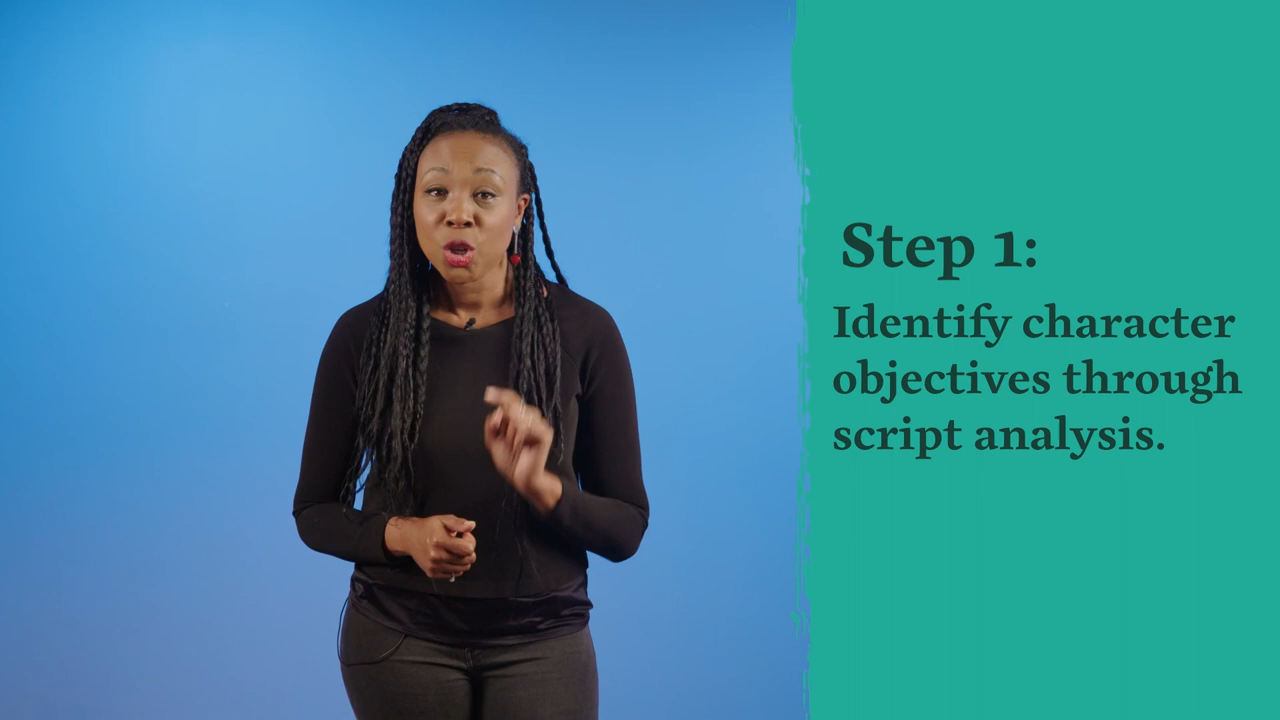 Step 1:
Identify character
objectives through
script analysis.